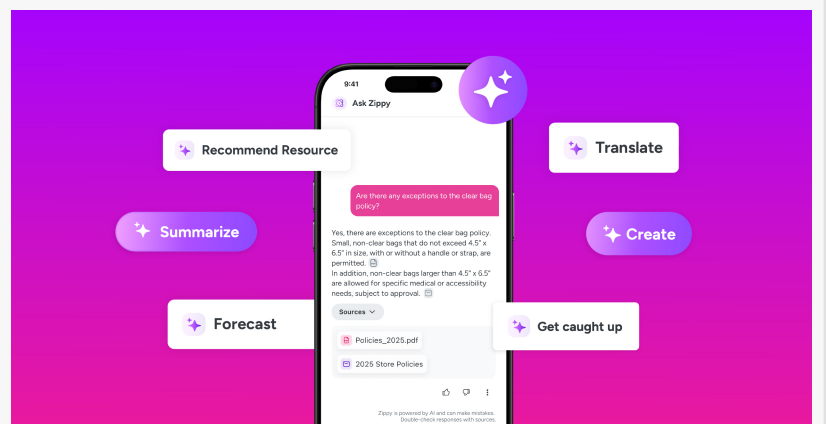 9:41
Ask Zippy
Recommend Resource
Translate
Are there any exceptions to the clear bag
policy?
Summarize
Create
Yes, there are exceptions to the clear bag policy.
Small, non-clear bags that do not exceed 4.5" x
6.5" in size, with or without a handle or strap, are
permitted.
In addition, non-clear bags larger than 4.5" x 6.5"
are allowed for specific medical or accessibility
needs, subject to approval.
Sources
Forecast
Get caught up
Policies_2025.pdf
2025 Store Policies
Zippy is powered by AI and can make mistakes.
Double-check responses with sources.